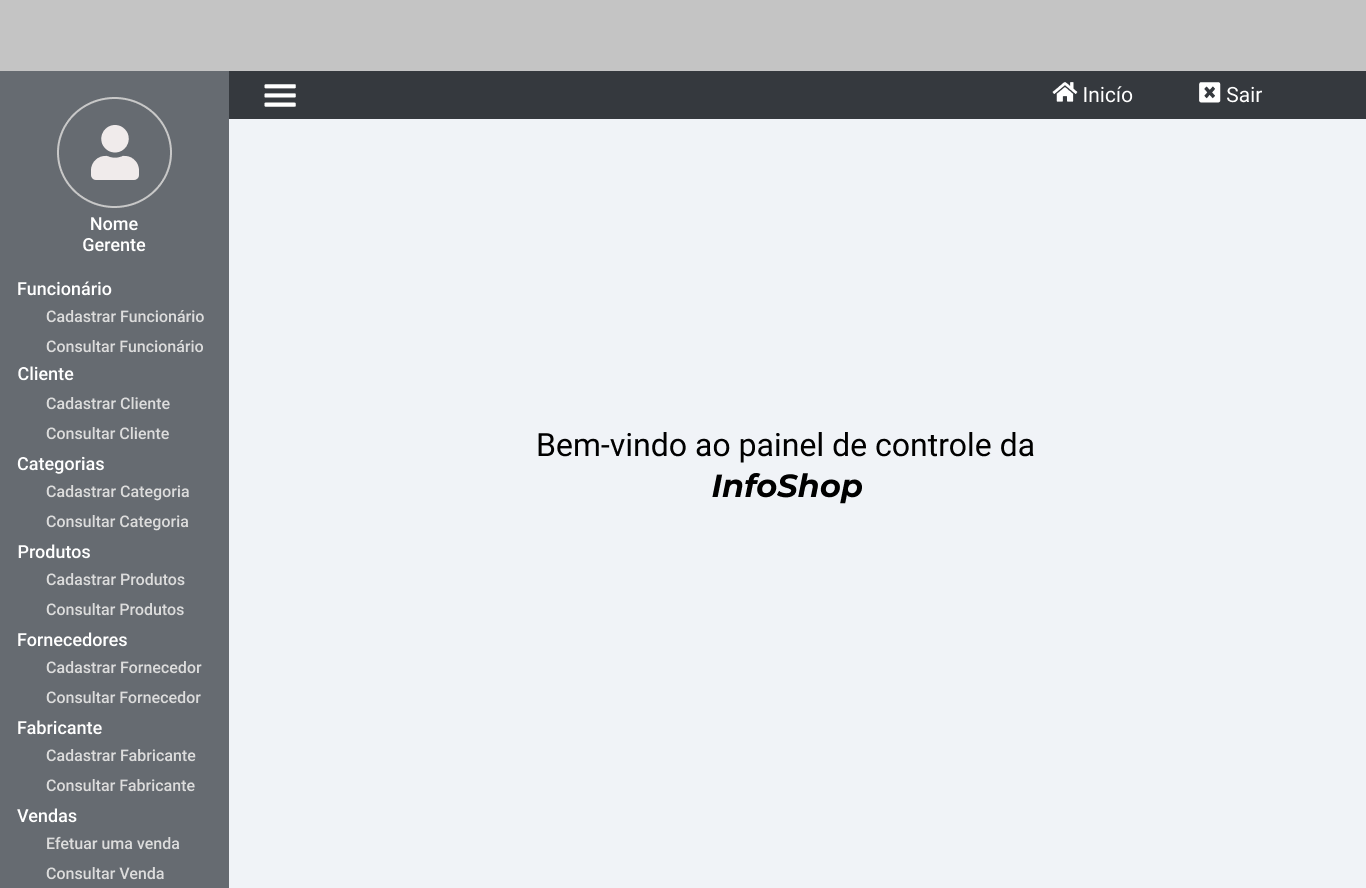 Inicío
Sair
Nome
Gerente
Funcionário
Cadastrar Funcionário
Consultar Funcionário
Cliente
Cadastrar Cliente
Consultar Cliente
Categorias
Cadastrar Categoria
Consultar Categoria
Produtos
Cadastrar Produtos
Consultar Produtos
Fornecedores
Cadastrar Fornecedor
Consultar Fornecedor
Fabricante
Cadastrar Fabricante
Consultar Fabricante
Vendas
Efetuar uma venda
Consultar Venda
Bem-vindo ao painel de controle da
InfoShop